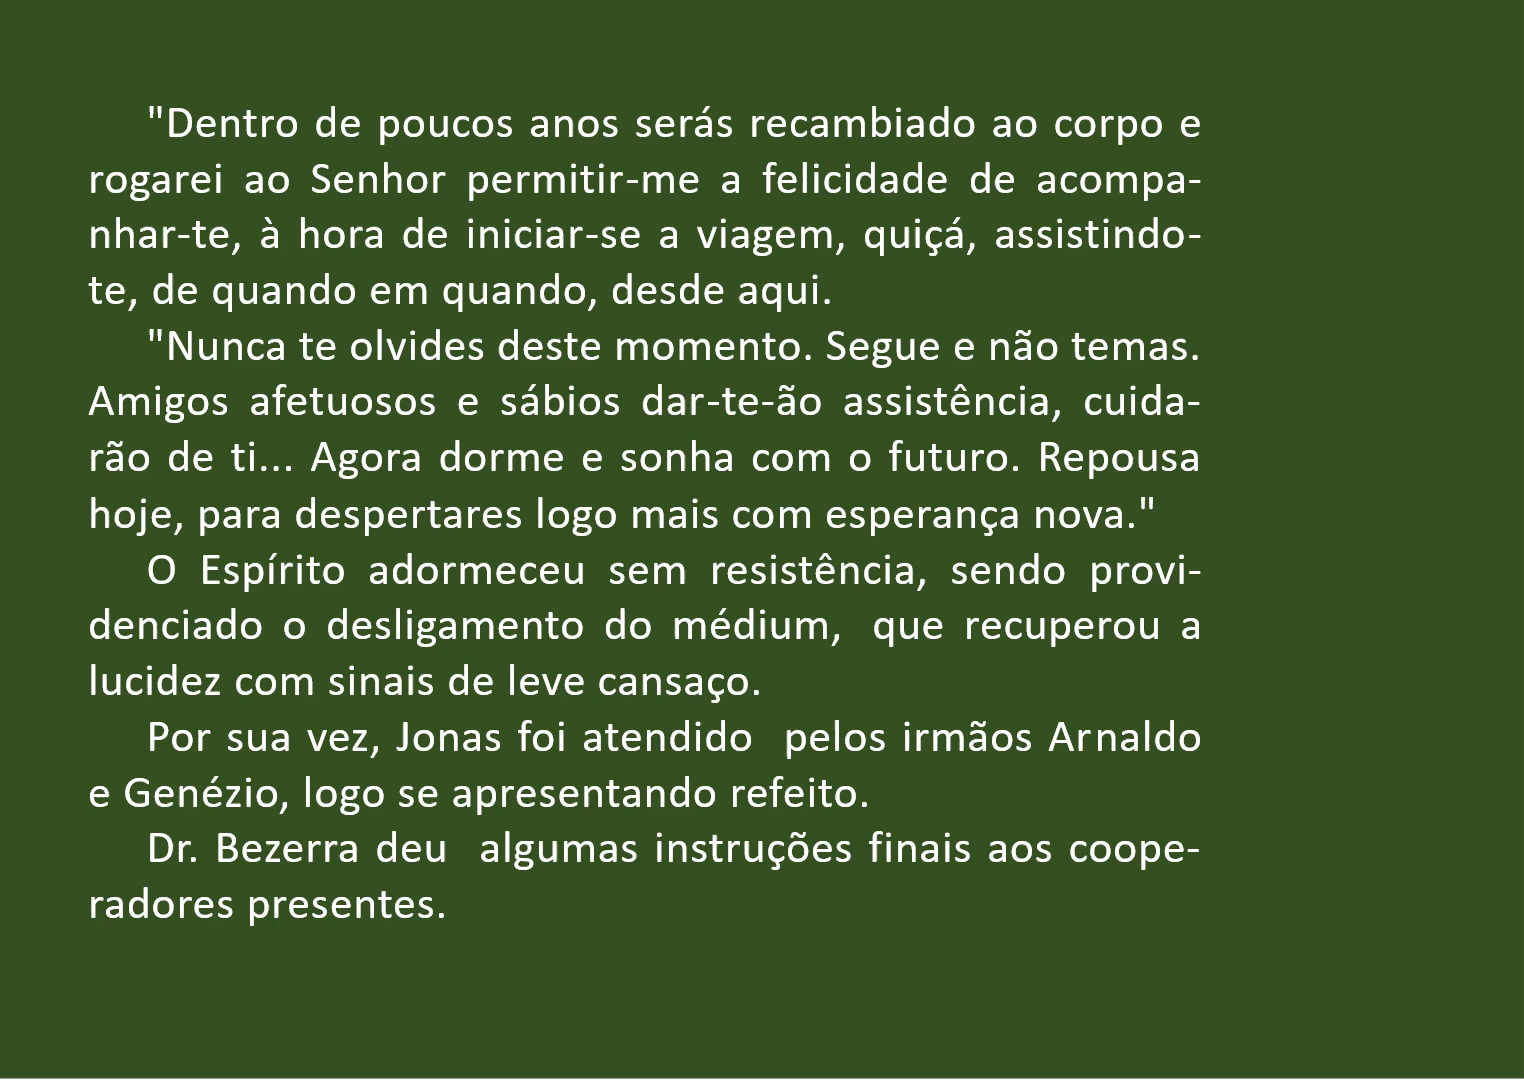 "Dentro de poucos anos serás recambiado ao corpo e
rogarei ao Senhor permitir-me a felicidade de acompa-
nhar-te, à hora de iniciar-se a viagem, quiçá, assistindo-
te, de quando em quando, desde aqui.
"Nunca te olvides deste momento. Segue e não temas.
Amigos afetuosos e sábios dar-te-ão assistência, cuida-
rão de ti... Agora dorme e sonha com o futuro. Repousa
hoje, para despertares logo mais com esperança nova."
O Espírito adormeceu sem resistência, sendo provi-
denciado o desligamento do médium, que recuperou a
lucidez com sinais de leve cansaço.
Por sua vez, Jonas foi atendido pelos irmãos Arnaldo
e Genézio, logo se apresentando refeito.
Dr. Bezerra deu algumas instruções finais aos coope-
radores presentes.